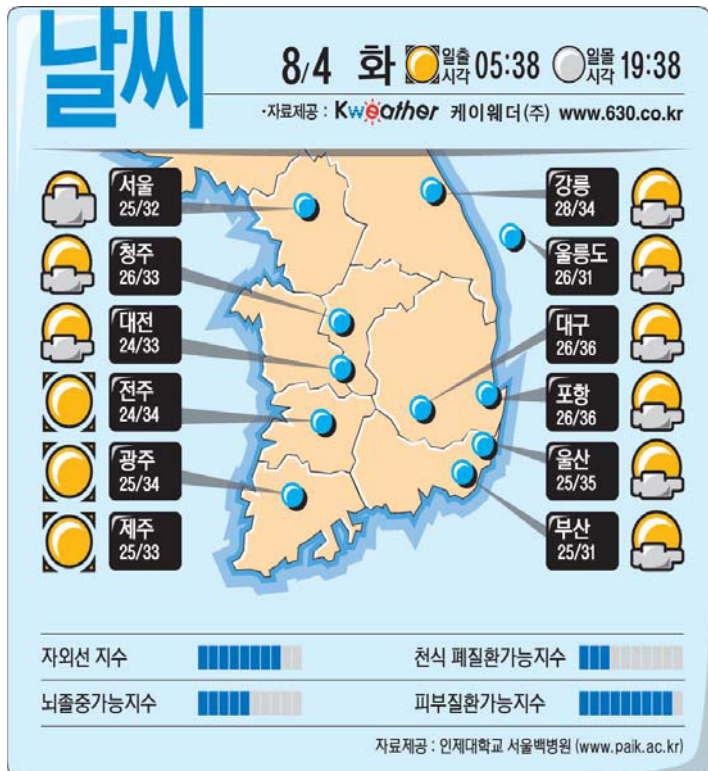 날씨
8/4 화 일출시각 05:38 일몰시각 19:38
·자료제공 : Kweather 케이웨더(주) www.630.co.kr
서울
25/32
청주
26/33
대전
24/33
전주
24/34
광주
25/34
제주
25/33
강릉
28/34
울릉도
26/31
대구
26/36
포항
26/36
울산
25/35
부산
25/31
자외선 지수
천식 폐질환가능지수
뇌졸중가능지수
피부질환가능지수
자료제공 : 인제대학교 서울백병원 (www.paik.ac.kr)